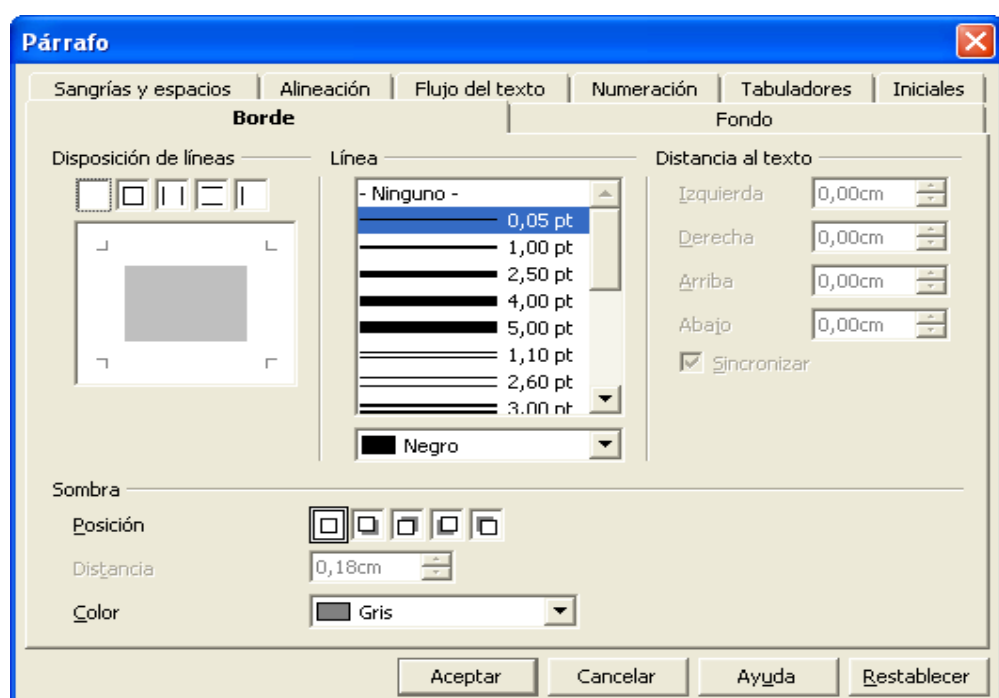 Párrafo
Sangrías y espacios Alineación Flujo del texto Numeración Tabuladores Iniciales
Borde Fondo
Disposición de líneas Línea Distancia al texto
- Ninguno -
0,05 pt
1,00 pt
2,50 pt
4,00 pt
5,00 pt
1,10 pt
2,60 pt
3,00 pt
Negro
Izquierda 0,00cm
Derecha 0,00cm
Arriba 0,00cm
Abajo 0,00cm
Sincronizar
Sombra
Posición
Distancia 0,18cm
Color Gris
Aceptar Cancelar Ayuda Restablecer